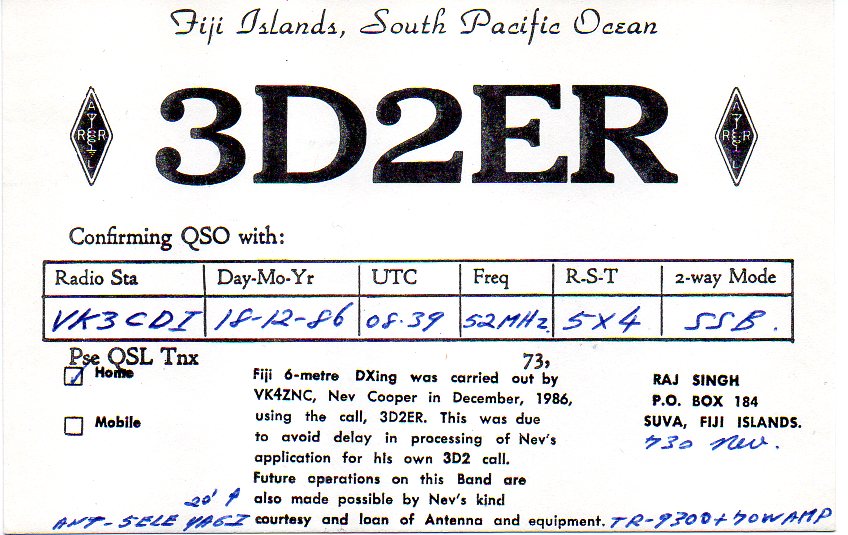 Fiji Islands, South Pacific Ocean
3D2ER
A
R R
L
A
R R
L
Confirming QSO with:
Radio Sta Day-Mo-Yr UTC Freq R-S-T 2-way Mode
VK3CDI 18-12-86 08.39 52MHz 5X4 SSB.
Pse QSL Tnx 73,
Home
Mobile
Fiji 6-metre DXing was carried out by
VK4ZNC, Nev Cooper in December, 1986,
using the call, 3D2ER. This was due
to avoid delay in processing of Nev's
application for his own 3D2 call.
Future operations on this Band are
also made possible by Nev's kind
courtesy and loan of Antenna and equipment.
RAJ SINGH
P.O. BOX 184
SUVA, FIJI ISLANDS.
730 Nev.
20' ↑
ANT- 5ELE YAGI
TR-9300+70W AMP